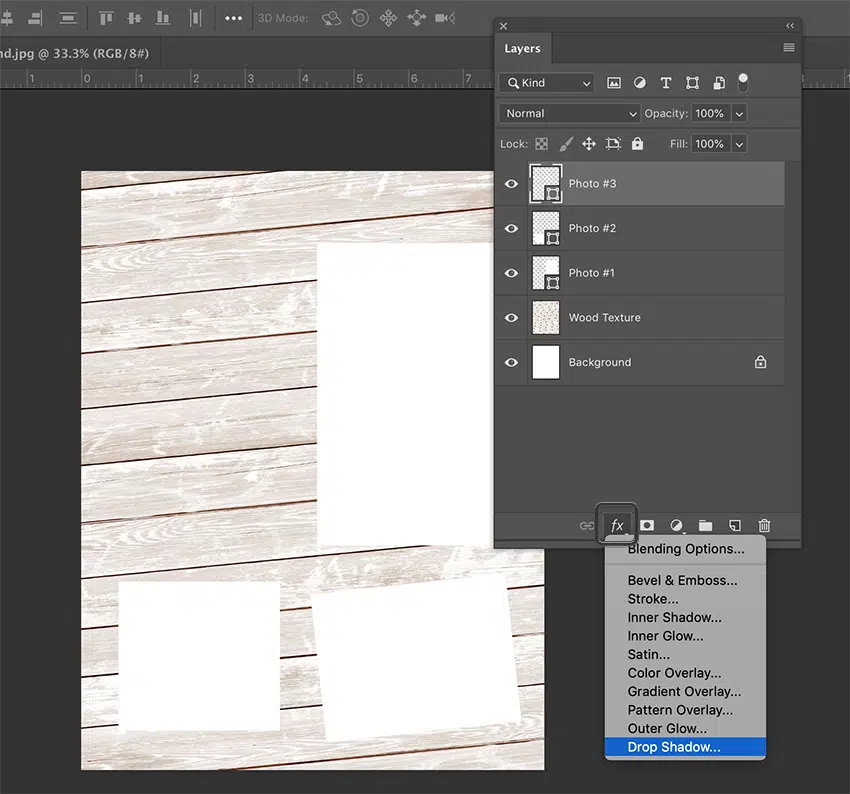 3D Mode:
nd.jpg @ 33.3% (RGB/8#)
1 0 1 2 3 4 5 6 7
Layers
Kind
Normal Opacity: 100%
Lock: Fill: 100%
Photo #3
Photo #2
Photo #1
Wood Texture
Background
fx
Blending Options...
Bevel & Emboss...
Stroke...
Inner Shadow...
Inner Glow...
Satin...
Color Overlay...
Gradient Overlay...
Pattern Overlay...
Outer Glow...
Drop Shadow...